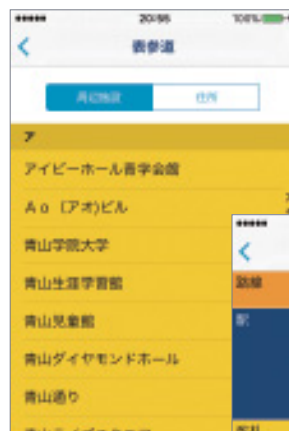 20:55 100%
表参道
周辺施設 住所
ア
アイビーホール青学会館
Ao (アオ)ビル
青山学院大学
青山生涯学習館
青山児童館
青山ダイヤモンドホール
青山通り
路線
駅